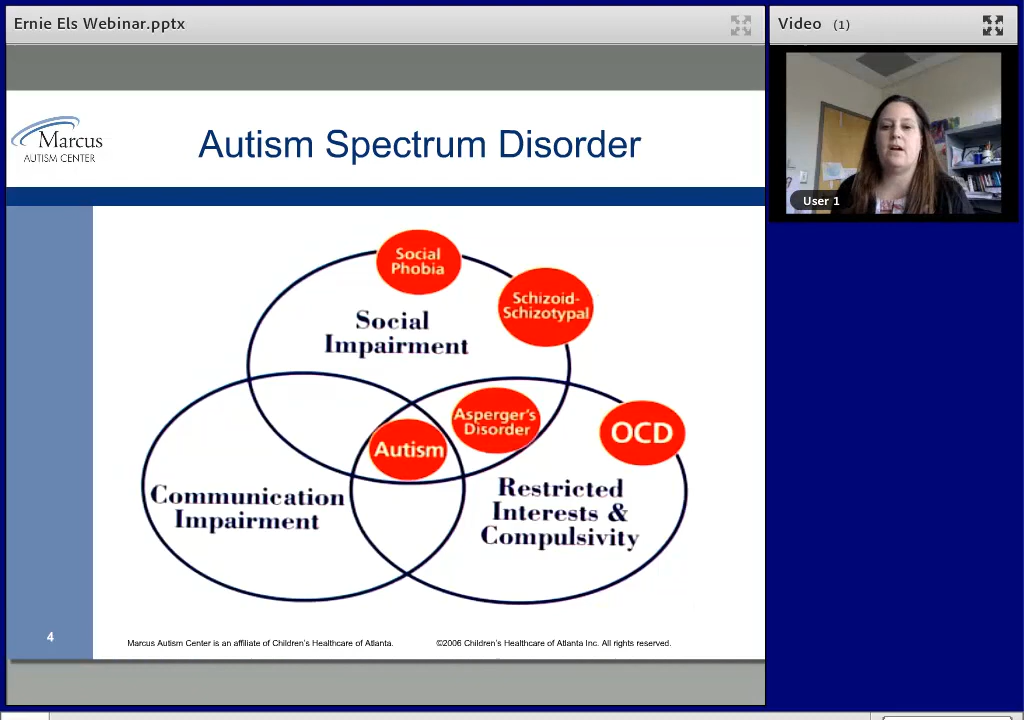 Ernie Els Webinar.pptx
Video (1)
Marcus
AUTISM CENTER
Autism Spectrum Disorder
User 1
Social
Phobia
Schizoid-
Schizotypal
Social
Impairment
Asperger's
Disorder
OCD
Autism
Communication
Impairment
Restricted
Interests &
Compulsivity
4
Marcus Autism Center is an affiliate of Children's Healthcare of Atlanta.
©2006 Children's Healthcare of Atlanta Inc. All rights reserved.